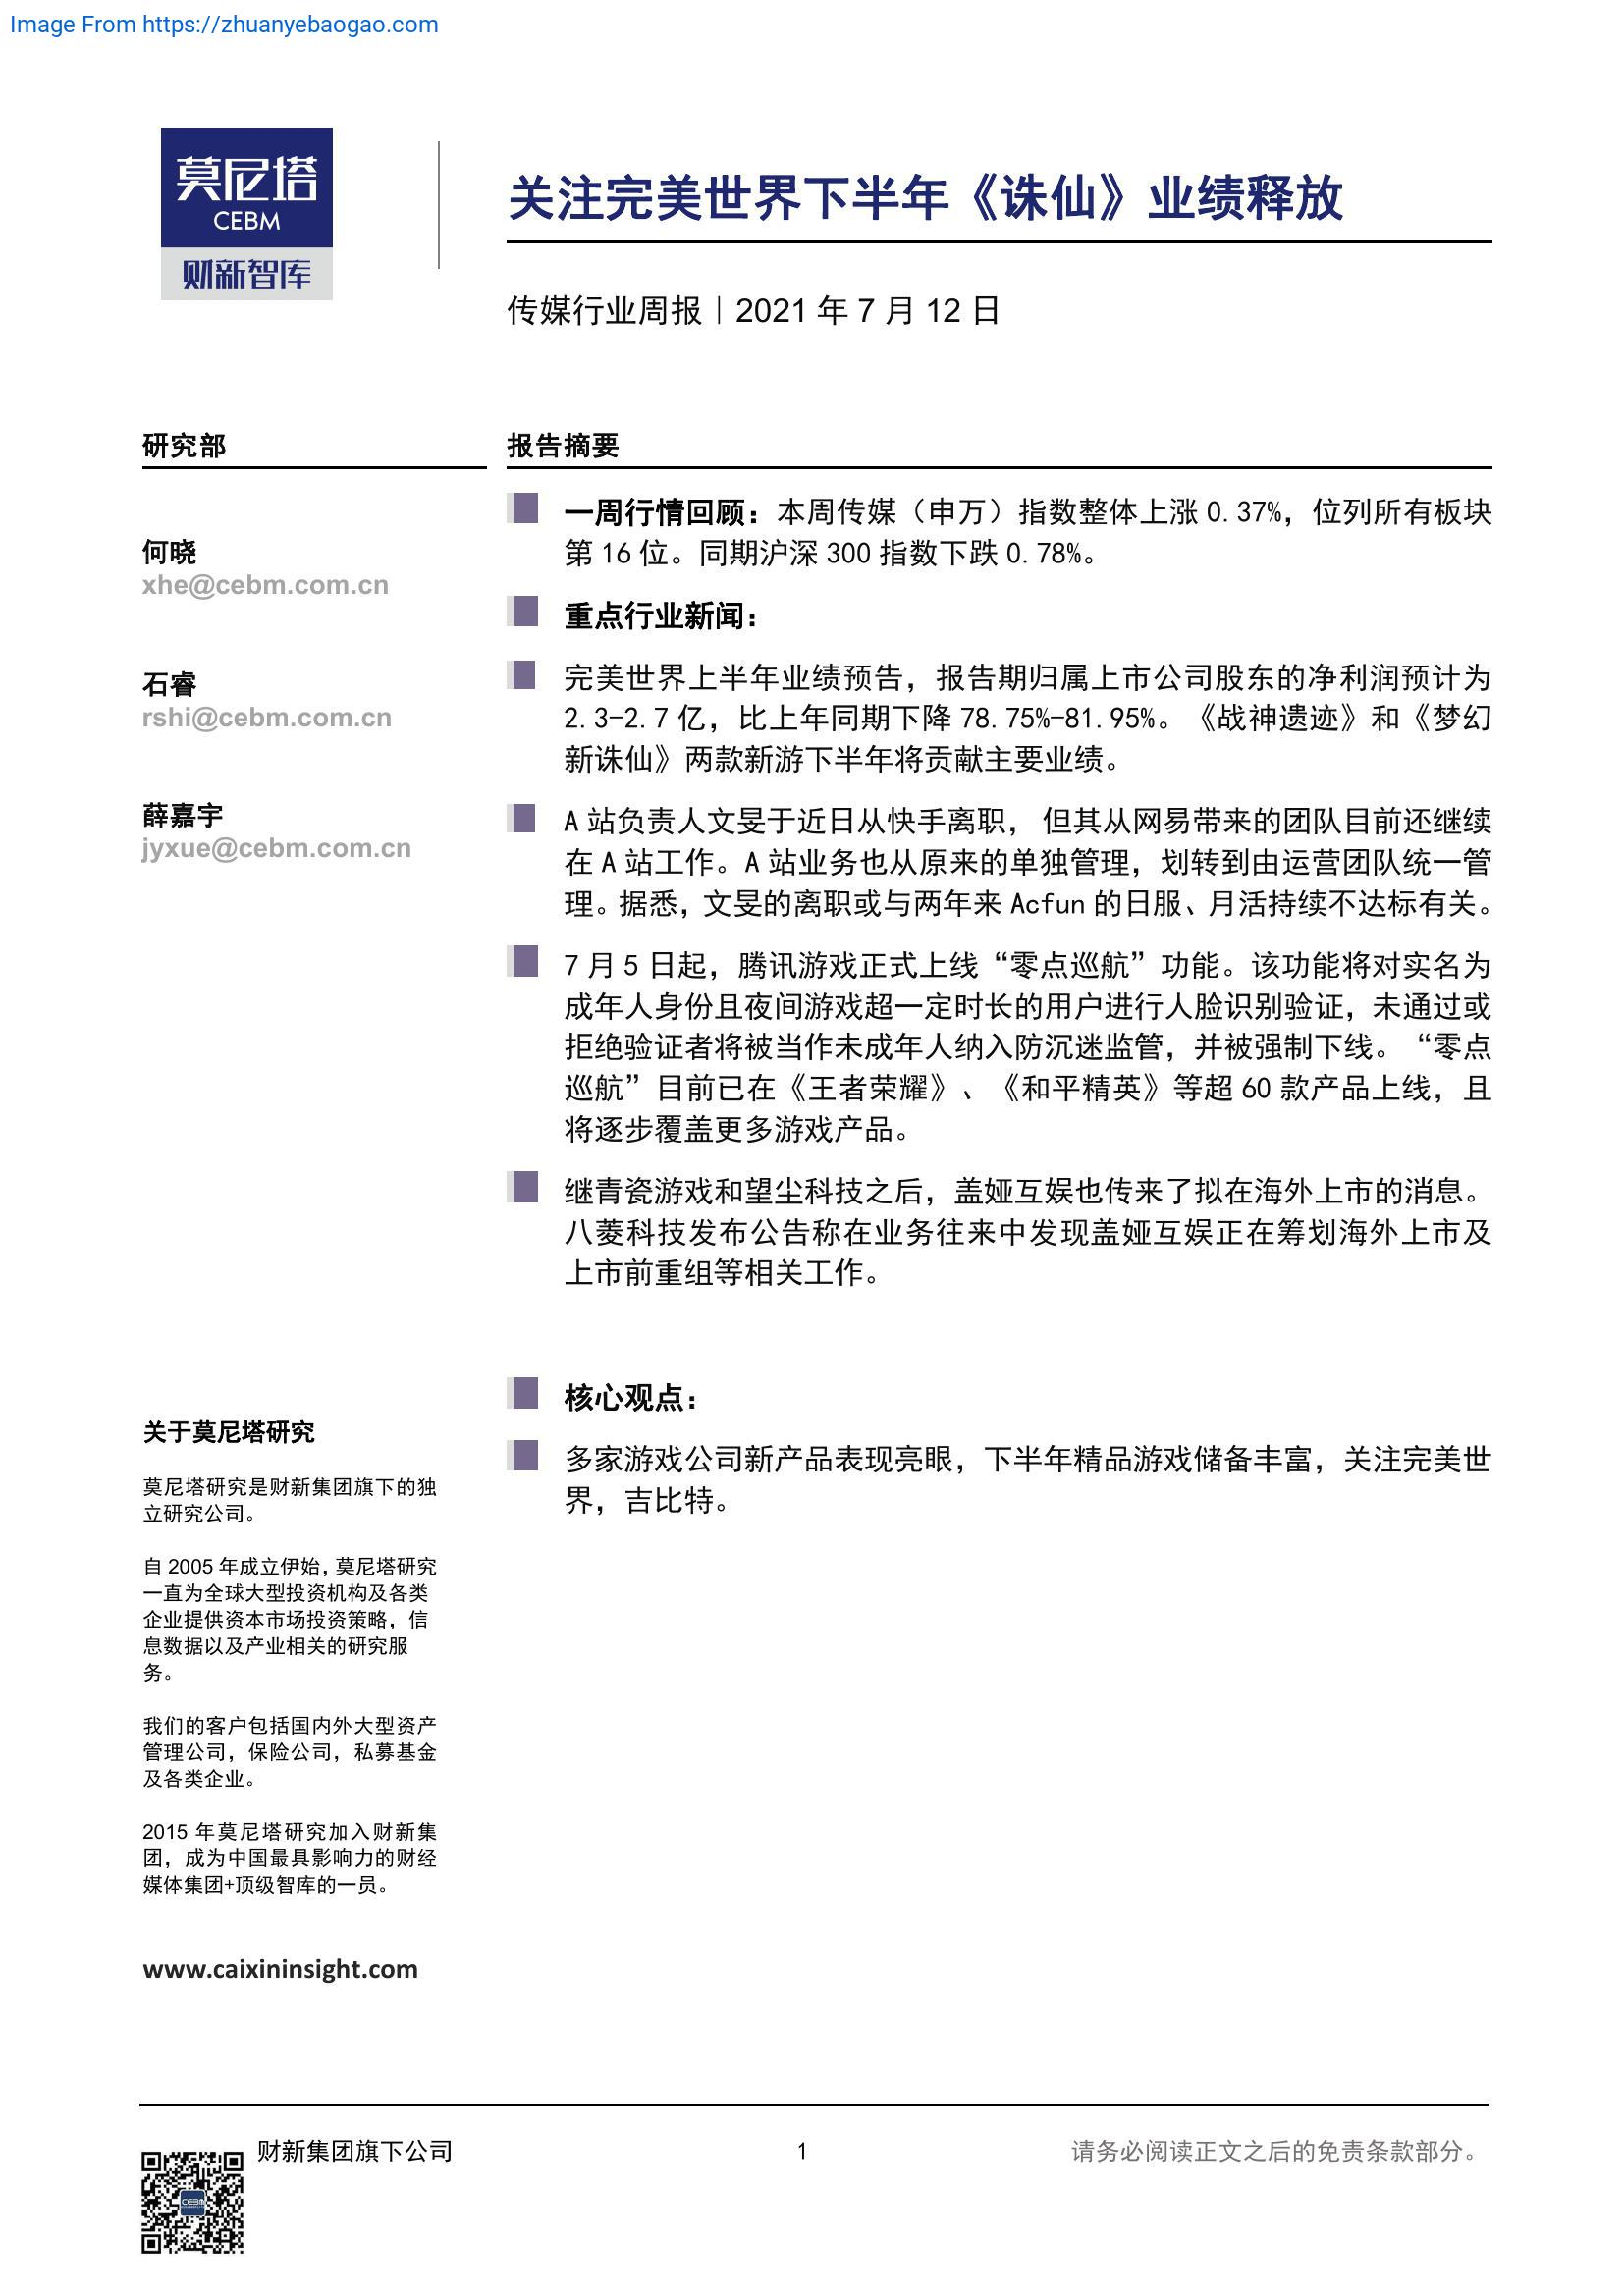 Image From https://zhuanyebaogao.com
莫尼塔
CEBM
财新智库
关注完美世界下半年《诛仙》业绩释放
传媒行业周报｜2021 年 7 月 12 日
研究部
何晓
xhe@cebm.com.cn
石睿
rshi@cebm.com.cn
薛嘉宇
jyxue@cebm.com.cn
报告摘要
一周行情回顾：本周传媒（申万）指数整体上涨 0.37%，位列所有板块
第 16 位。同期沪深 300 指数下跌 0.78%。
重点行业新闻：
完美世界上半年业绩预告，报告期归属上市公司股东的净利润预计为
2.3-2.7 亿，比上年同期下降 78.75%-81.95%。《战神遗迹》和《梦幻
新诛仙》两款新游下半年将贡献主要业绩。
A 站负责人文旻于近日从快手离职， 但其从网易带来的团队目前还继续
在 A 站工作。A 站业务也从原来的单独管理，划转到由运营团队统一管
理。据悉，文旻的离职或与两年来 Acfun 的日服、月活持续不达标有关。
7 月 5 日起，腾讯游戏正式上线“零点巡航”功能。该功能将对实名为
成年人身份且夜间游戏超一定时长的用户进行人脸识别验证，未通过或
拒绝验证者将被当作未成年人纳入防沉迷监管，并被强制下线。“零点
巡航”目前已在《王者荣耀》、《和平精英》等超 60 款产品上线，且
将逐步覆盖更多游戏产品。
继青瓷游戏和望尘科技之后，盖娅互娱也传来了拟在海外上市的消息。
八菱科技发布公告称在业务往来中发现盖娅互娱正在筹划海外上市及
上市前重组等相关工作。
核心观点：
多家游戏公司新产品表现亮眼，下半年精品游戏储备丰富，关注完美世
界，吉比特。
关于莫尼塔研究
莫尼塔研究是财新集团旗下的独
立研究公司。
自 2005 年成立伊始，莫尼塔研究
一直为全球大型投资机构及各类
企业提供资本市场投资策略，信
息数据以及产业相关的研究服
务。
我们的客户包括国内外大型资产
管理公司，保险公司，私募基金
及各类企业。
2015 年莫尼塔研究加入财新集
团，成为中国最具影响力的财经
媒体集团+顶级智库的一员。
www.caixininsight.com
财新集团旗下公司
1
请务必阅读正文之后的免责条款部分。
CEBM